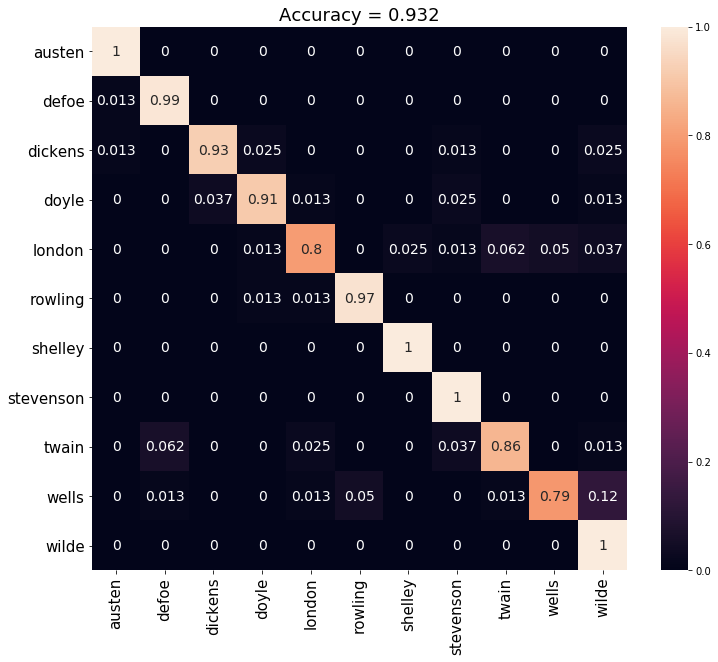 Accuracy = 0.932
austen 1 0 0 0 0 0 0 0 0 0 0
defoe 0.013 0.99 0 0 0 0 0 0 0 0 0
dickens 0.013 0 0.93 0.025 0 0 0 0.013 0 0 0.025
doyle 0 0 0.037 0.91 0.013 0 0 0.025 0 0 0.013
london 0 0 0 0.013 0.8 0 0.025 0.013 0.062 0.05 0.037
rowling 0 0 0 0.013 0.013 0.97 0 0 0 0 0
shelley 0 0 0 0 0 0 1 0 0 0 0
stevenson 0 0 0 0 0 0 0 1 0 0 0
twain 0 0.062 0 0 0.025 0 0 0.037 0.86 0 0.013
wells 0 0.013 0 0 0.013 0.05 0 0 0.013 0.79 0.12
wilde 0 0 0 0 0 0 0 0 0 0 1
austen defoe dickens doyle london rowling shelley stevenson twain wells wilde
1.0
0.8
0.6
0.4
0.2
0.0